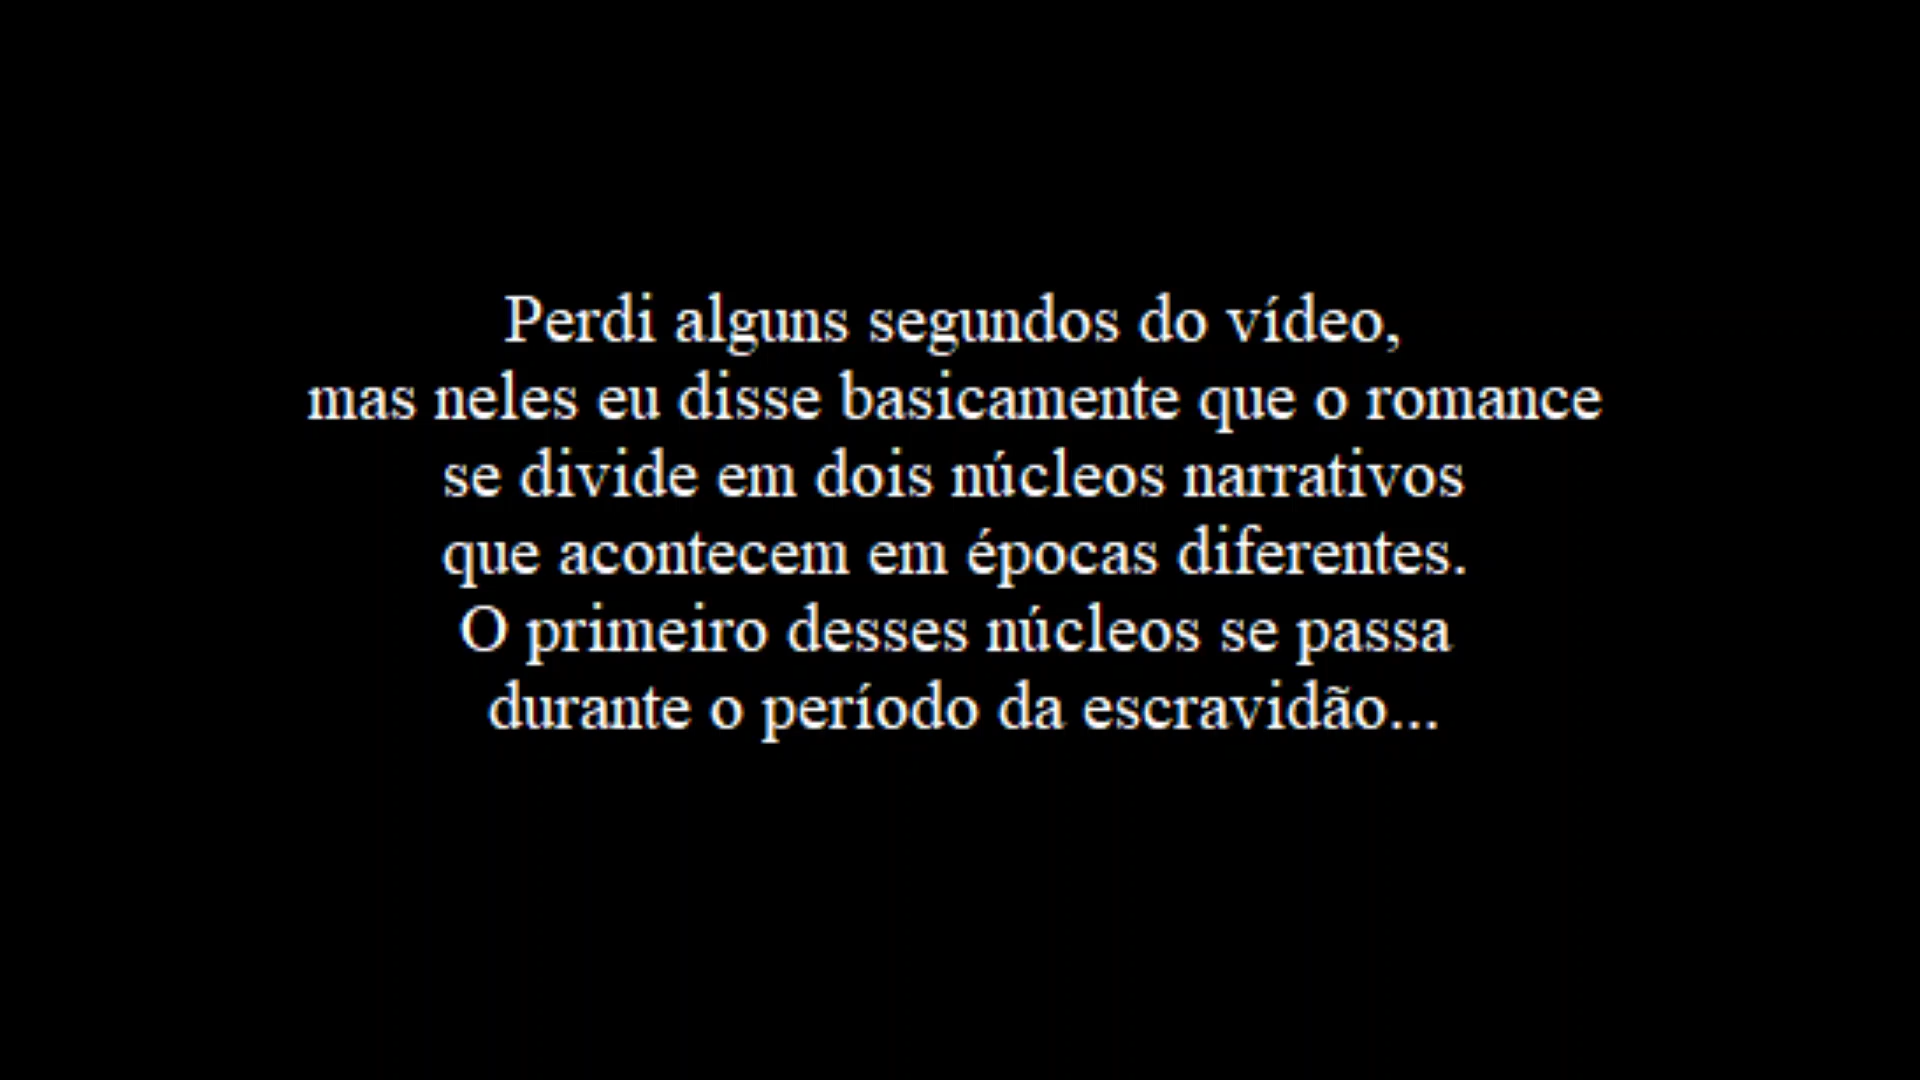 Perdi alguns segundos do vídeo,
mas neles eu disse basicamente que o romance
se divide em dois núcleos narrativos
que acontecem em épocas diferentes.
O primeiro desses núcleos se passa
durante o período da escravidão...